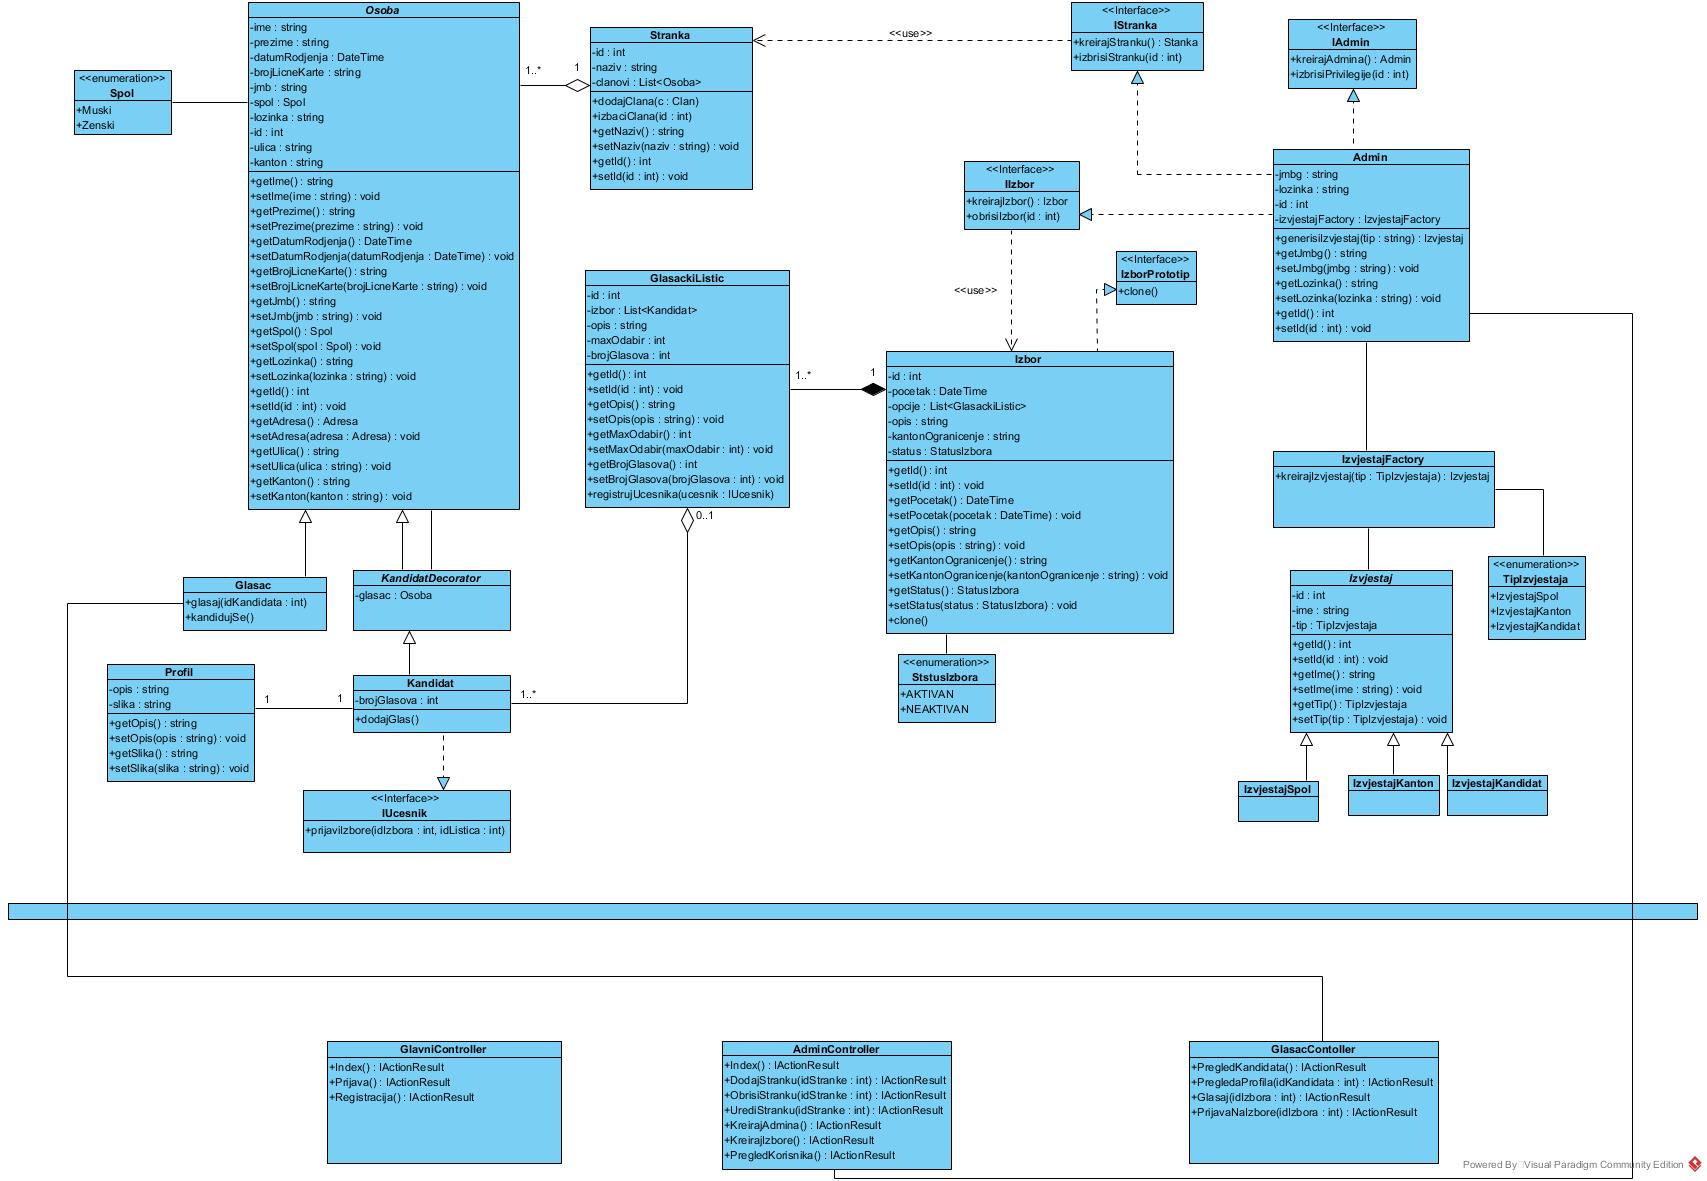 Osoba
-ime : string
-prezime : string
-datumRodjenja : DateTime
-brojLicneKarte : string
-jmb : string
-spol : Spol
-lozinka : string
-id : int
-ulica : string
-kanton : string
+getIme() : string
+setIme(ime : string) : void
+getPrezime() : string
+setPrezime(prezime : string) : void
+getDatumRodjenja() : DateTime
+setDatumRodjenja(datumRodjenja : DateTime) : void
+getBrojLicneKarte() : string
+setBrojLicneKarte(brojLicneKarte : string) : void
+getJmb() : string
+setJmb(jmb : string) : void
+getSpol() : Spol
+setSpol(spol : Spol) : void
+getLozinka() : string
+setLozinka(lozinka : string) : void
+getId() : int
+setId(id : int) : void
+getAdresa() : Adresa
+setAdresa(adresa : Adresa) : void
+getUlica() : string
+setUlica(ulica : string) : void
+getKanton() : string
+setKanton(kanton : string) : void
<<enumeration>>
Spol
+Muski
+Zenski
1..*
1
Stranka
-id : int
-naziv : string
-clanovi : List<Osoba>
+dodajClana(c : Clan)
+izbaciClana(id : int)
+getNaziv() : string
+setNaziv(naziv : string) : void
+getId() : int
+setId(id : int) : void
<<use>>
<<Interface>>
IStranka
+kreirajStranku() : Stanka
+izbrisiStranku(id : int)
<<Interface>>
IAdmin
+kreirajAdmina() : Admin
+izbrisiPrivilegije(id : int)
<<Interface>>
IIzbor
+kreirajIzbor() : Izbor
+obrisiIzbor(id : int)
Admin
-jmbg : string
-lozinka : string
-id : int
-izvjestajFactory : IzvjestajFactory
+generisiIzvjestaj(tip : string) : Izvjestaj
+getJmbg() : string
+setJmbg(jmbg : string) : void
+getLozinka() : string
+setLozinka(lozinka : string) : void
+getId() : int
+setId(id : int) : void
<<use>>
<<Interface>>
IzborPrototip
+clone()
GlasackiListic
-id : int
-izbor : List<Kandidat>
-opis : string
-maxOdabir : int
-brojGlasova : int
+getId() : int
+setId(id : int) : void
+getOpis() : string
+setOpis(opis : string) : void
+getMaxOdabir() : int
+setMaxOdabir(maxOdabir : int) : void
+getBrojGlasova() : int
+setBrojGlasova(brojGlasova : int) : void
+registrujUcesnika(ucesnik : IUcesnik)
1..*
1
0..1
Izbor
-id : int
-pocetak : DateTime
-opcije : List<GlasackiListic>
-opis : string
-kantonOgranicenje : string
-status : StatusIzbora
+getId() : int
+setId(id : int) : void
+getPocetak() : DateTime
+setPocetak(pocetak : DateTime) : void
+getOpis() : string
+setOpis(opis : string) : void
+getKantonOgranicenje() : string
+setKantonOgranicenje(kantonOgranicenje : string) : void
+getStatus() : StatusIzbora
+setStatus(status : StatusIzbora) : void
+clone()
<<enumeration>>
StstusIzbora
+AKTIVAN
+NEAKTIVAN
IzvjestajFactory
+kreirajIzvjestaj(tip : TipIzvjestaja) : Izvjestaj
<<enumeration>>
TipIzvjestaja
+IzvjestajSpol
+IzvjestajKanton
+IzvjestajKandidat
Izvjestaj
-id : int
-ime : string
-tip : TipIzvjestaja
+getId() : int
+setId(id : int) : void
+getIme() : string
+setIme(ime : string) : void
+getTip() : TipIzvjestaja
+setTip(tip : TipIzvjestaja) : void
IzvjestajSpol
IzvjestajKanton
IzvjestajKandidat
Glasac
+glasaj(idKandidata : int)
+kandidujSe()
KandidatDecorator
-glasac : Osoba
Profil
-opis : string
-slika : string
+getOpis() : string
+setOpis(opis : string) : void
+getSlika() : string
+setSlika(slika : string) : void
1
1
Kandidat
-brojGlasova : int
+dodajGlas()
1..*
<<Interface>>
IUcesnik
+prijaviIzbore(idIzbora : int, idListica : int)
GlavniController
+Index() : IActionResult
+Prijava() : IActionResult
+Registracija() : IActionResult
AdminController
+Index() : IActionResult
+DodajStranku(idStranke : int) : IActionResult
+ObrisiStranku(idStranke : int) : IActionResult
+UrediStranku(idStranke : int) : IActionResult
+KreirajAdmina() : IActionResult
+KreirajIzbore() : IActionResult
+PregledKorisnika() : IActionResult
GlasacContoller
+PregledKandidata() : IActionResult
+PregledaProfila(idKandidata : int) : IActionResult
+Glasaj(idIzbora : int) : IActionResult
+PrijavaNaIzbore(idIzbora : int) : IActionResult
Powered By Visual Paradigm Community Edition